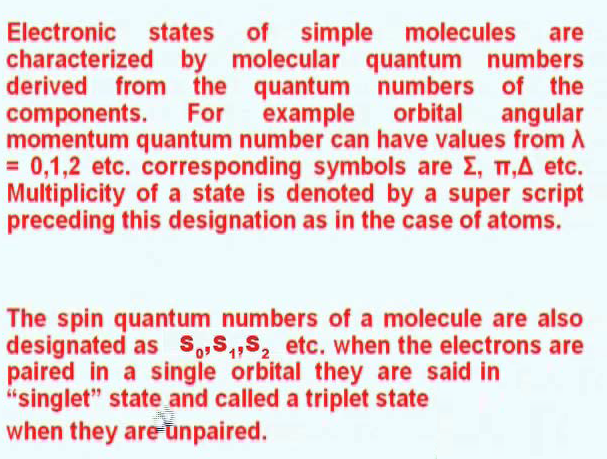 Electronic states of simple molecules are
characterized by molecular quantum numbers
derived from the quantum numbers of the
components. For example orbital angular
momentum quantum number can have values from λ
= 0,1,2 etc. corresponding symbols are Σ, π,Δ etc.
Multiplicity of a state is denoted by a super script
preceding this designation as in the case of atoms.
The spin quantum numbers of a molecule are also
designated as S₀,S₁,S₂ etc. when the electrons are
paired in a single orbital they are said in
“singlet” state and called a triplet state
when they are unpaired.